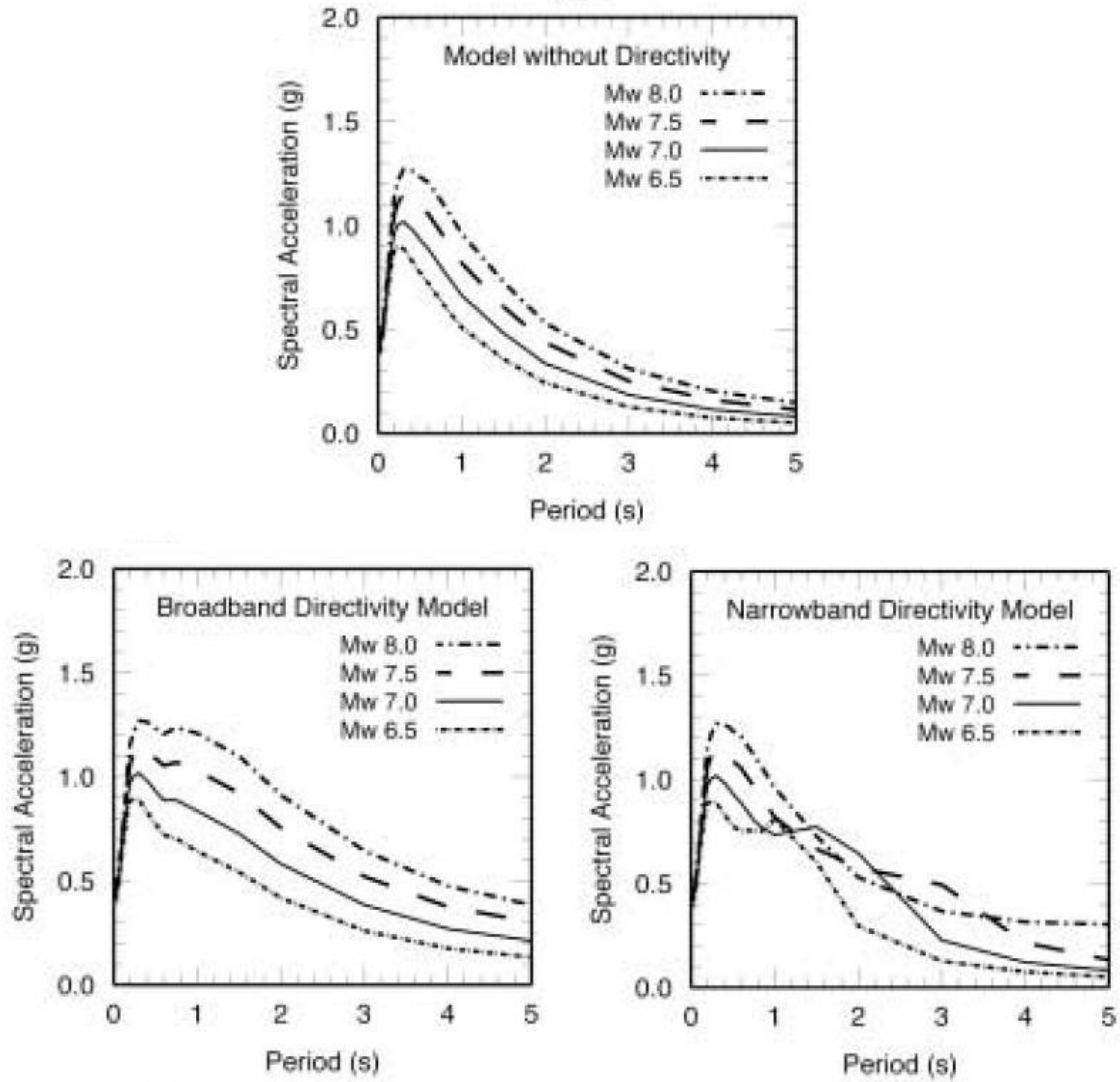 2.0
Model without Directivity
Mw 8.0
Mw 7.5
Mw 7.0
Mw 6.5
1.5
1.0
0.5
0.0
Spectral Acceleration (g)
0 1 2 3 4 5
Period (s)
2.0
Broadband Directivity Model
Mw 8.0
Mw 7.5
Mw 7.0
Mw 6.5
1.5
1.0
0.5
0.0
Spectral Acceleration (g)
0 1 2 3 4 5
Period (s)
2.0
Narrowband Directivity Model
Mw 8.0
Mw 7.5
Mw 7.0
Mw 6.5
1.5
1.0
0.5
0.0
Spectral Acceleration (g)
0 1 2 3 4 5
Period (s)